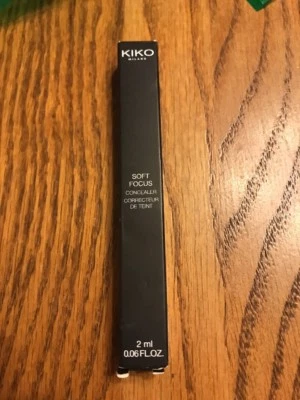 KIKO
MILANO
SOFT
FOCUS
CONCEALER
CORRECTEUR
DE TEINT
2 ml
0.06 FL.OZ.